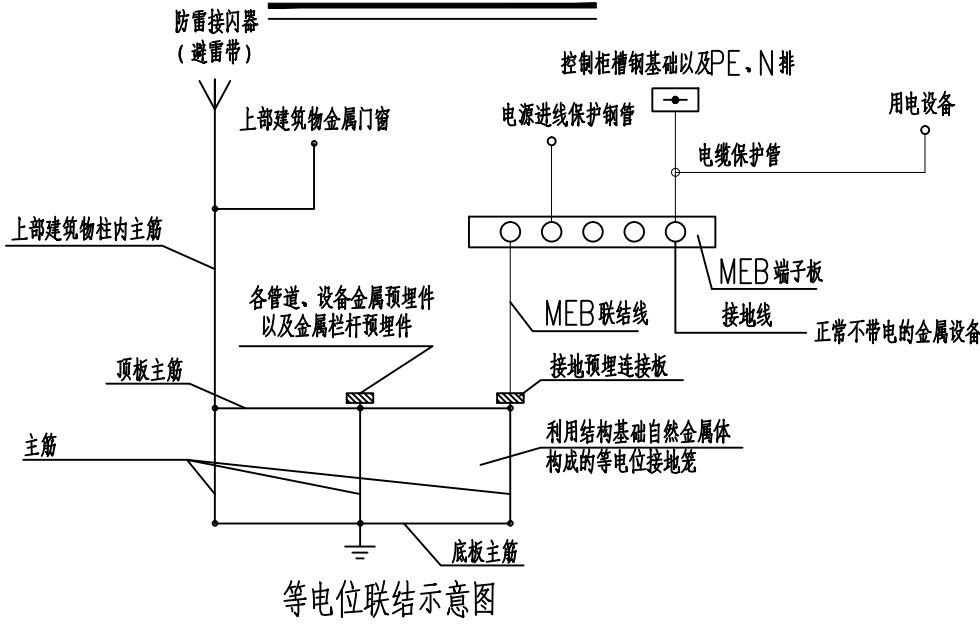 防雷接闪器
（避雷带）
控制柜槽钢基础以及PE、N排
用电设备
上部建筑物金属门窗
电源进线保护钢管
电缆保护管
上部建筑物柱内主筋
MEB端子板
各管道、设备金属预埋件
以及金属栏杆预埋件
MEB联结线
接地线
正常不带电的金属设备
顶板主筋
接地预埋连接板
主筋
利用结构基础自然金属体
构成的等电位接地笼
底板主筋
等电位联结示意图